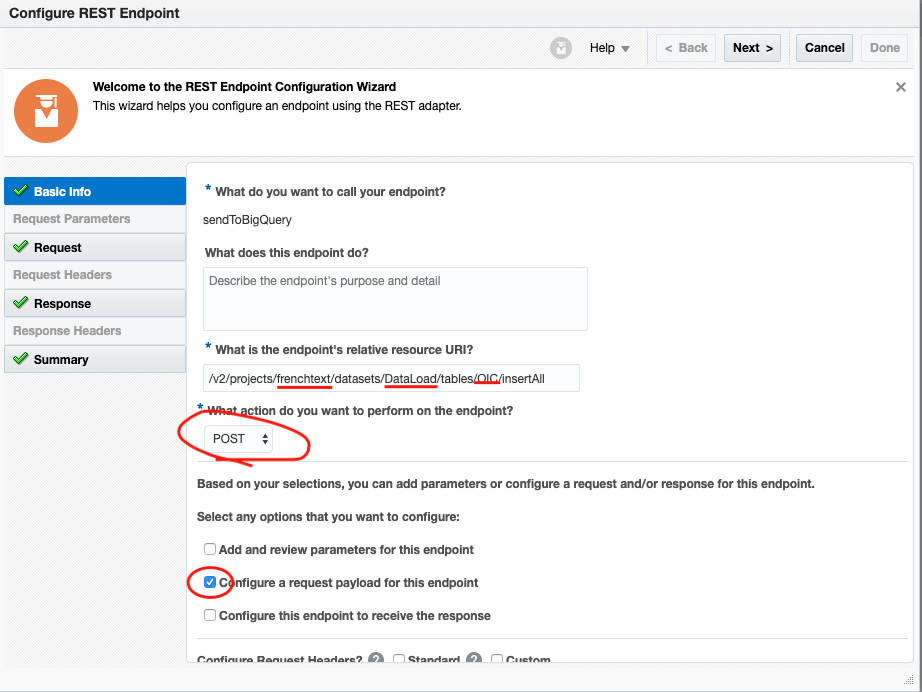 Configure REST Endpoint
Help
< Back
Next >
Cancel
Done
Welcome to the REST Endpoint Configuration Wizard
This wizard helps you configure an endpoint using the REST adapter.
Basic Info
Request Parameters
Request
Request Headers
Response
Response Headers
Summary
* What do you want to call your endpoint?
sendToBigQuery
What does this endpoint do?
Describe the endpoint's purpose and detail
* What is the endpoint's relative resource URI?
/v2/projects/frenchtext/datasets/DataLoad/tables/OIC/insertAll
* What action do you want to perform on the endpoint?
POST
Based on your selections, you can add parameters or configure a request and/or response for this endpoint.
Select any options that you want to configure:
Add and review parameters for this endpoint
Configure a request payload for this endpoint
Configure this endpoint to receive the response
Configure Request Headers? ? Standard ? Custom